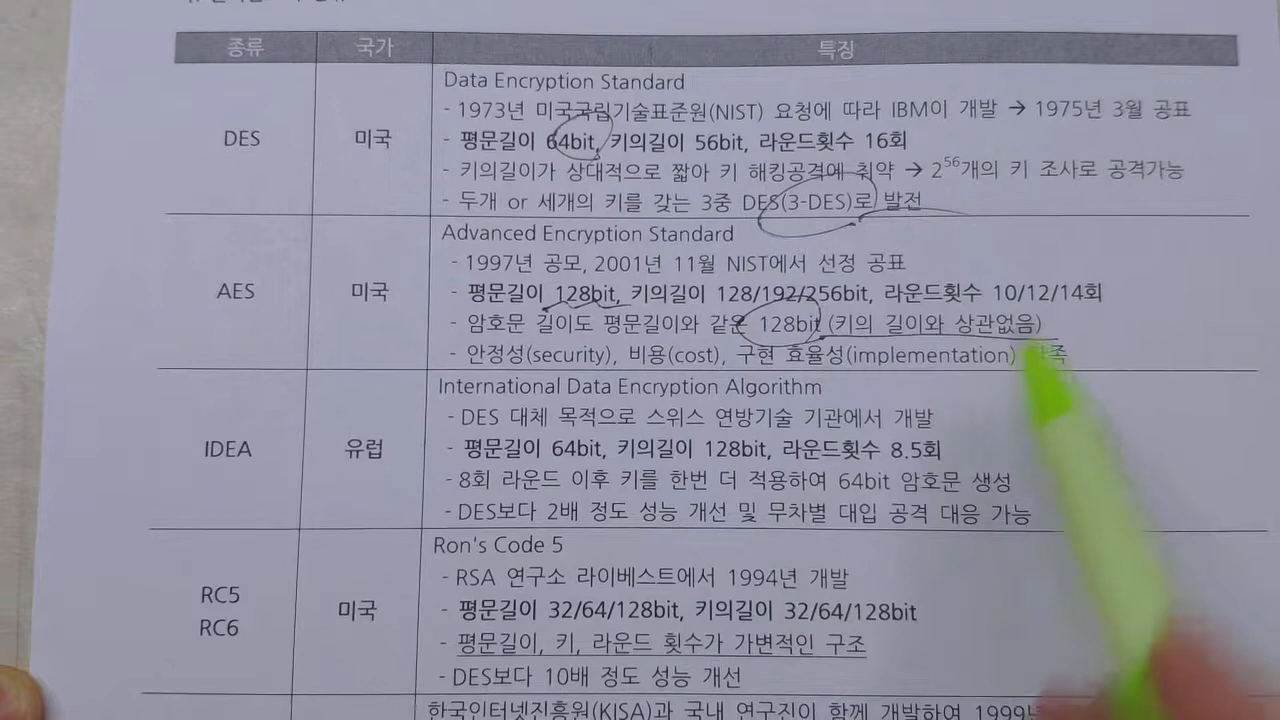 종류 국가 특징
Data Encryption Standard
- 1973년 미국국립기술표준원(NIST) 요청에 따라 IBM이 개발 → 1975년 3월 공표
DES 미국 - 평문길이 64bit, 키의길이 56bit, 라운드횟수 16회
- 키의길이가 상대적으로 짧아 키 해킹공격에 취약 → 2^56개의 키 조사로 공격가능
- 두개 or 세개의 키를 갖는 3중 DES(3-DES)로 발전
Advanced Encryption Standard
- 1997년 공모, 2001년 11월 NIST에서 선정 공표
AES 미국 - 평문길이 128bit, 키의길이 128/192/256bit, 라운드횟수 10/12/14회
- 암호문 길이도 평문길이와 같은 128bit (키의 길이와 상관없음)
- 안정성(security), 비용(cost), 구현 효율성(implementation)
International Data Encryption Algorithm
- DES 대체 목적으로 스위스 연방기술 기관에서 개발
IDEA 유럽 - 평문길이 64bit, 키의길이 128bit, 라운드횟수 8.5회
- 8회 라운드 이후 키를 한번 더 적용하여 64bit 암호문 생성
- DES보다 2배 정도 성능 개선 및 무차별 대입 공격 대응 가능
Ron's Code 5
- RSA 연구소 라이베스트에서 1994년 개발
RC5
RC6 미국 - 평문길이 32/64/128bit, 키의길이 32/64/128bit
- 평문길이, 키, 라운드 횟수가 가변적인 구조
- DES보다 10배 정도 성능 개선
한국인터넷진흥원(KISA)과 국내 연구진이 함께 개발하여 1999년